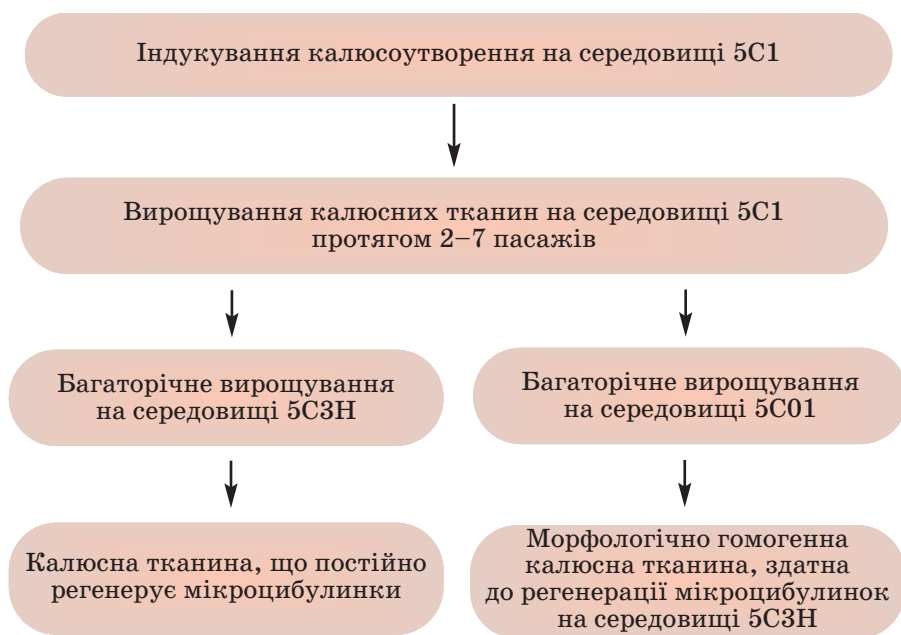 Індукування калюсоутворення на середовищі 5С1
Вирощування калюсних тканин на середовищі 5С1
протягом 2–7 пасажів
Багаторічне вирощування
на середовищі 5С3Н
Багаторічне вирощування
на середовищі 5С01
Калюсна тканина, що постійно
регенерує мікроцибулинки
Морфологічно гомогенна
калюсна тканина, здатна
до регенерації мікроцибулинок
на середовищі 5С3Н